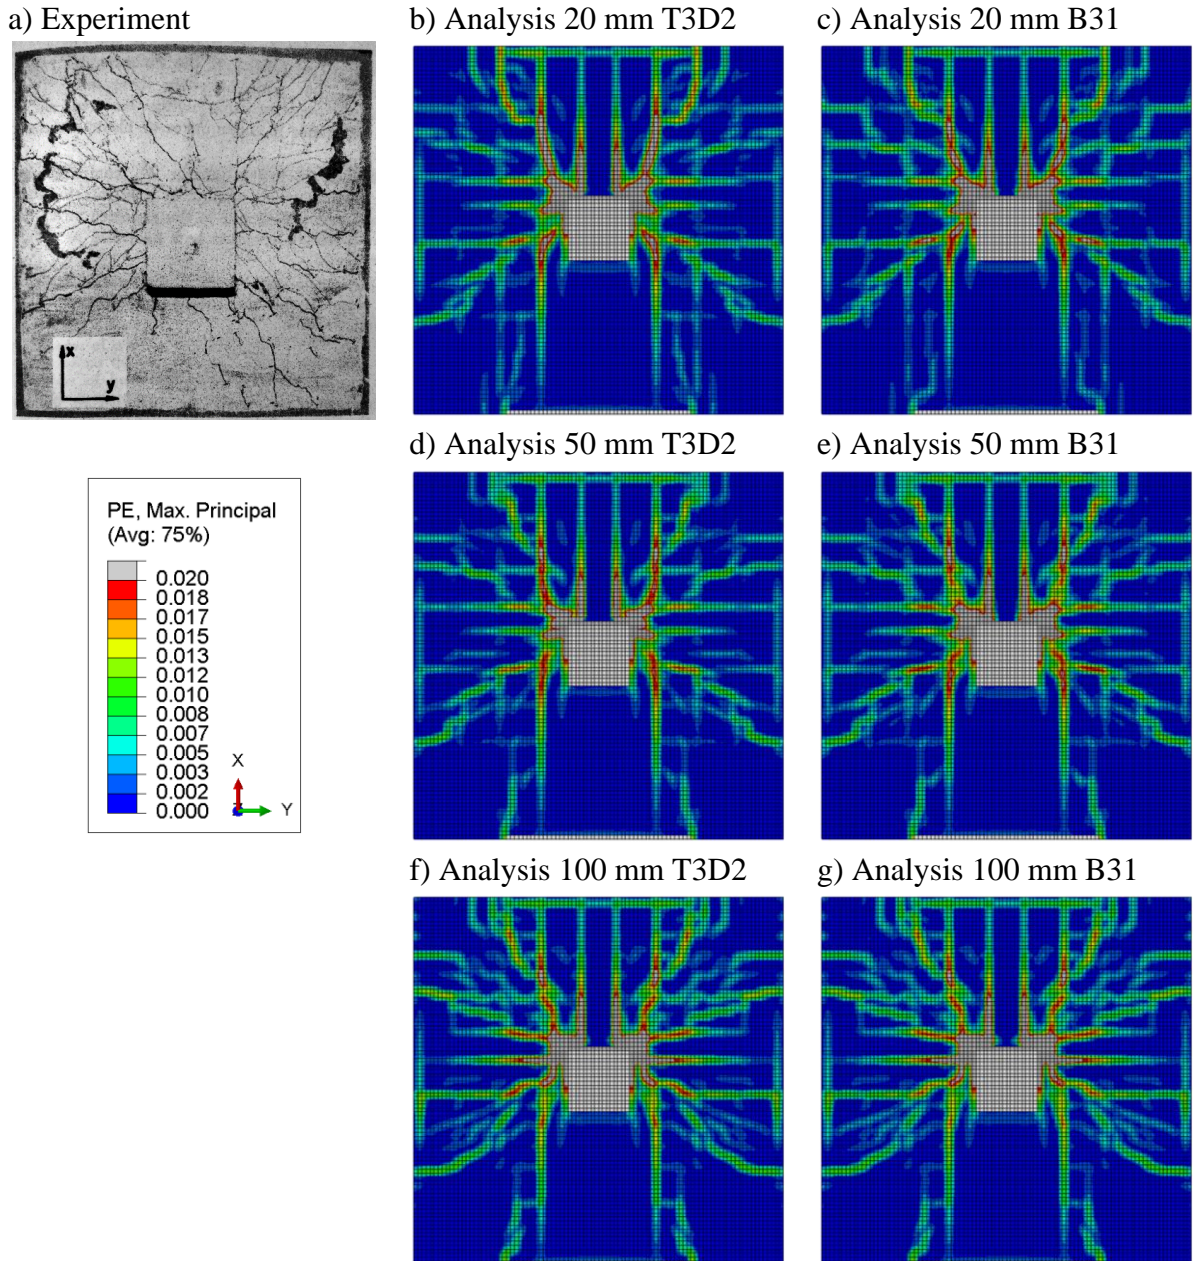 a) Experiment
b) Analysis 20 mm T3D2
c) Analysis 20 mm B31
x
y
d) Analysis 50 mm T3D2
e) Analysis 50 mm B31
PE, Max. Principal
(Avg: 75%)
0.020
0.018
0.017
0.015
0.013
0.012
0.010
0.008
0.007
0.005
0.003
0.002
0.000
X
Y
f) Analysis 100 mm T3D2
g) Analysis 100 mm B31